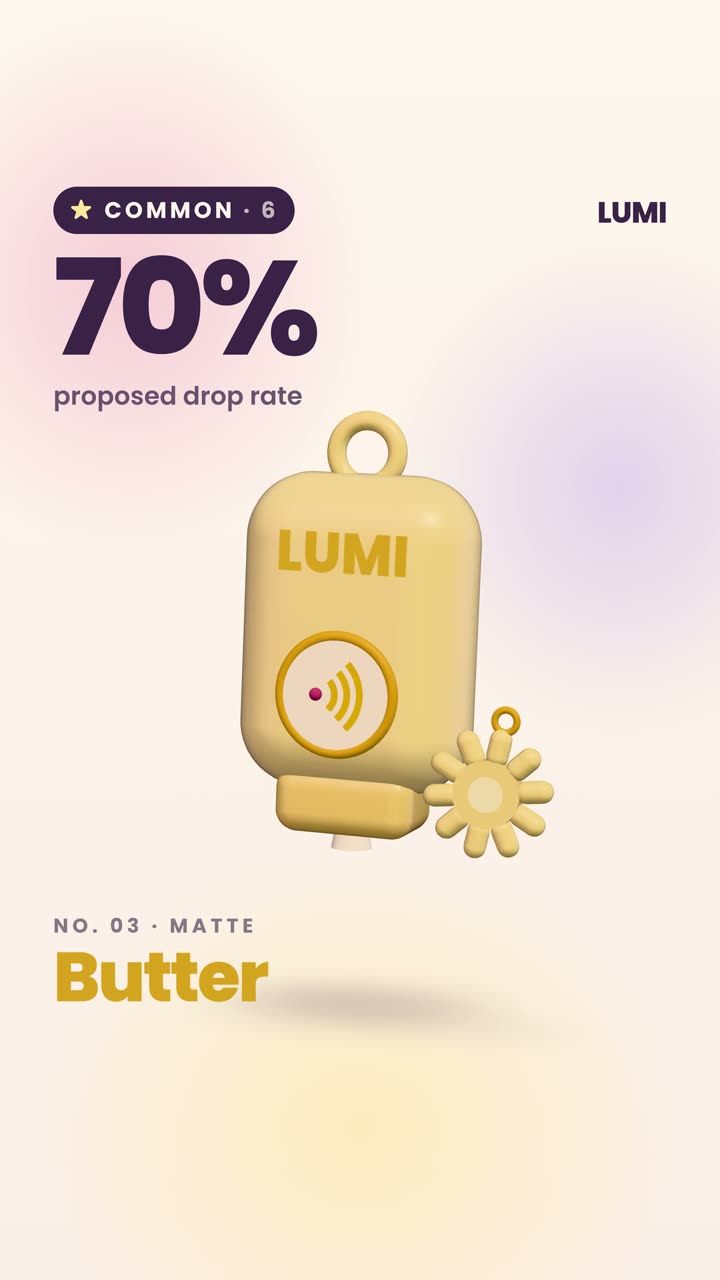 COMMON · 6
LUMI
70%
proposed drop rate
LUMI
NO. 03 · MATTE
Butter